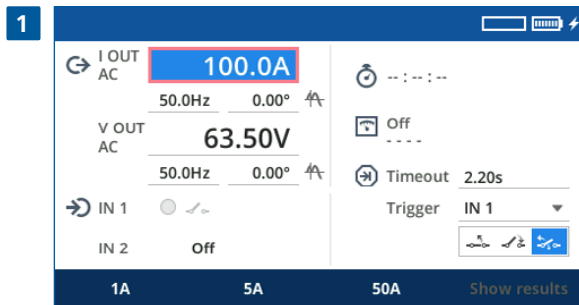 1
I OUT
AC
100.0A
50.0Hz 0.00°
V OUT
AC
63.50V
50.0Hz 0.00°
IN 1
IN 2 Off
-- : -- : --
Off
- - - -
Timeout 2.20s
Trigger IN 1
1A 5A 50A Show results